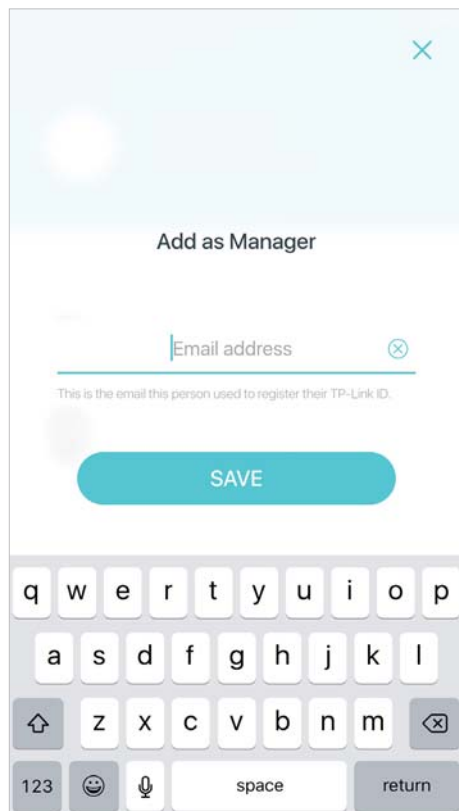 Add as Manager
Email address
This is the email this person used to register their TP-Link ID.
SAVE
q w e r t y u i o p
a s d f g h j k l
z x c v b n m
123 space return